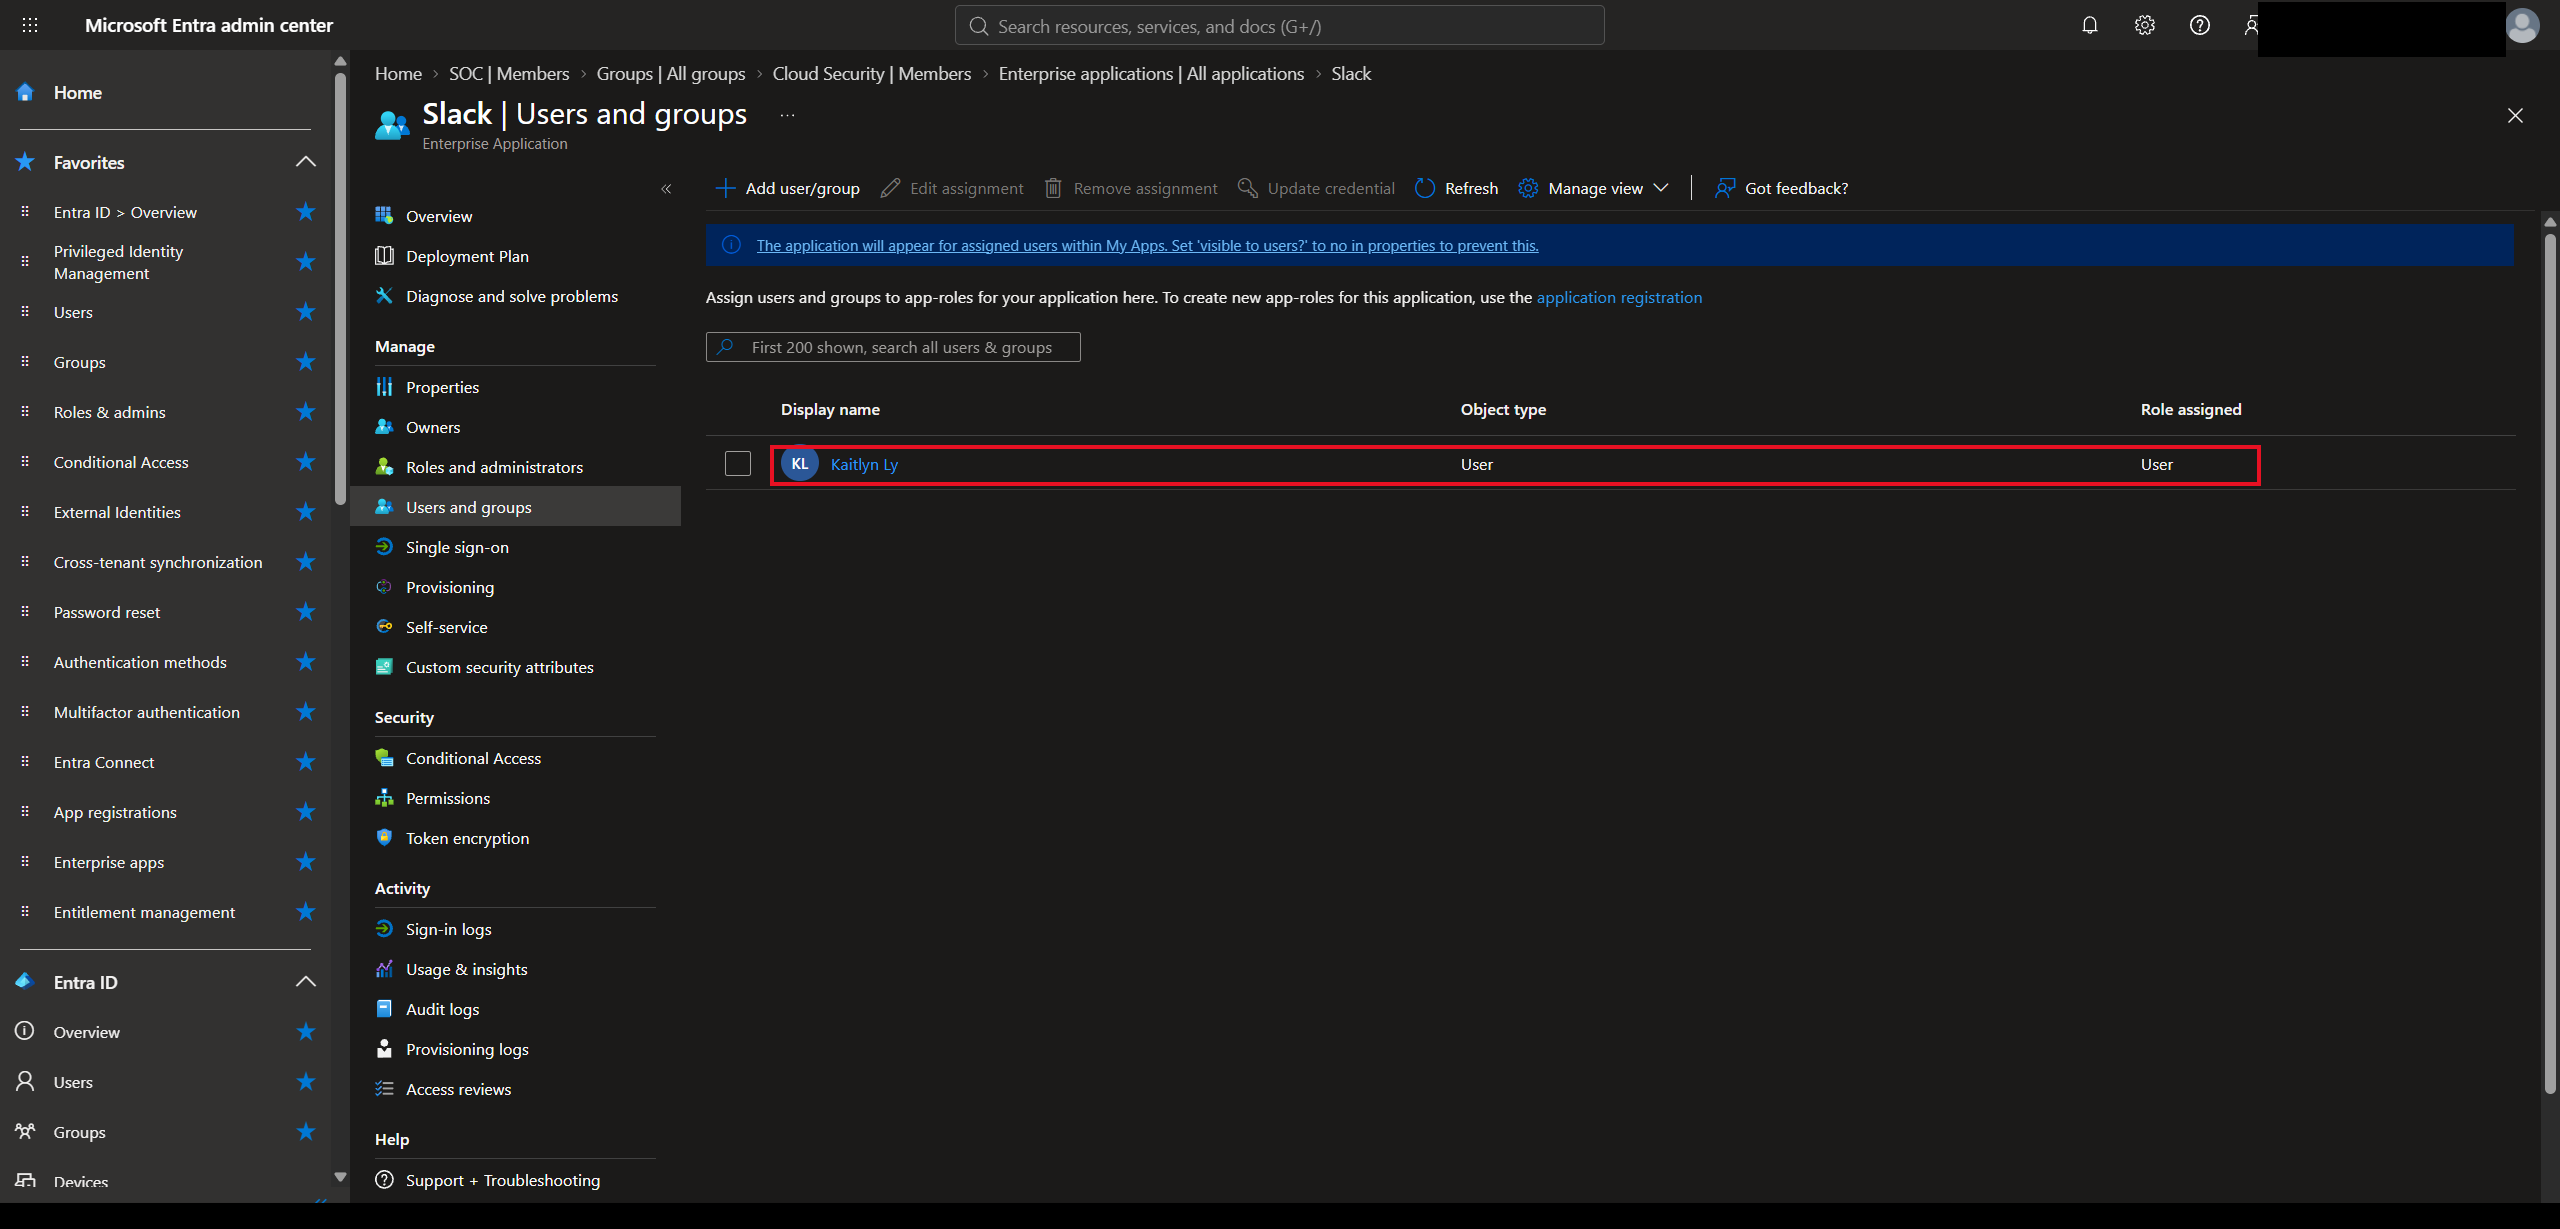 Microsoft Entra admin center
Search resources, services, and docs (G+/)
Home
Favorites
Entra ID > Overview
Privileged Identity
Management
Users
Groups
Roles & admins
Conditional Access
External Identities
Cross-tenant synchronization
Password reset
Authentication methods
Multifactor authentication
Entra Connect
App registrations
Enterprise apps
Entitlement management
Entra ID
Overview
Users
Groups
Devices
Home > SOC | Members > Groups | All groups > Cloud Security | Members > Enterprise applications | All applications > Slack
Slack | Users and groups ...
Enterprise Application
Overview
Deployment Plan
Diagnose and solve problems
Manage
Properties
Owners
Roles and administrators
Users and groups
Single sign-on
Provisioning
Self-service
Custom security attributes
Security
Conditional Access
Permissions
Token encryption
Activity
Sign-in logs
Usage & insights
Audit logs
Provisioning logs
Access reviews
Help
Support + Troubleshooting
Add user/group Edit assignment Remove assignment Update credential Refresh Manage view Got feedback?
The application will appear for assigned users within My Apps. Set 'visible to users?' to no in properties to prevent this.
Assign users and groups to app-roles for your application here. To create new app-roles for this application, use the application registration
First 200 shown, search all users & groups
Display name Object type Role assigned
KL Kaitlyn Ly User User